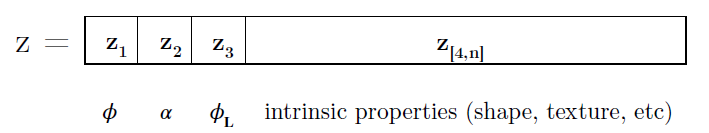 z = z₁ z₂ z₃ z[4,n]
ϕ α ϕL intrinsic properties (shape, texture, etc)